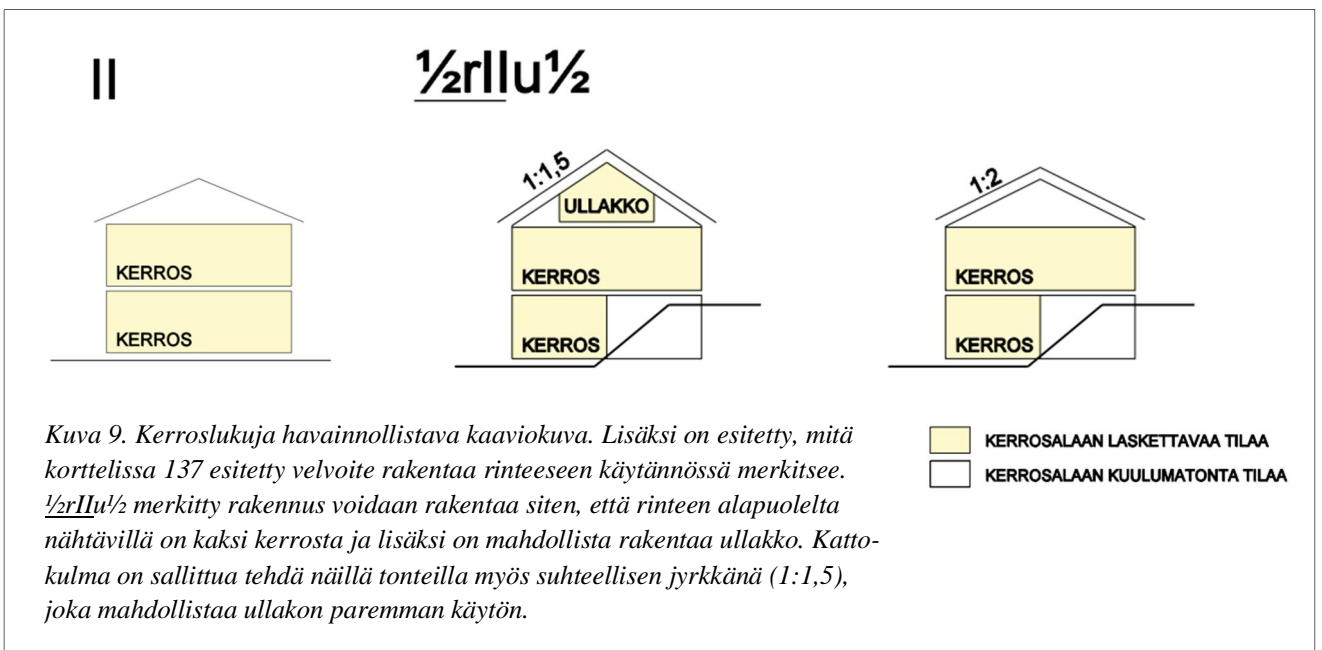 II
½rIIu½
1:1,5
ULLAKKO
KERROS
KERROS
KERROS
KERROS
1:2
KERROS
KERROS
Kuva 9. Kerroslukuja havainnollistava kaaviokuva. Lisäksi on esitetty, mitä
korttelissa 137 esitetty velvoite rakentaa rinteeseen käytännössä merkitsee.
½rIIu½ merkitty rakennus voidaan rakentaa siten, että rinteen alapuolelta
nähtävillä on kaksi kerrosta ja lisäksi on mahdollista rakentaa ullakko. Katto-
kulma on sallittua tehdä näillä tonteilla myös suhteellisen jyrkkänä (1:1,5),
joka mahdollistaa ullakon paremman käytön.
KERROSALAAN LASKETTAVAA TILAA
KERROSALAAN KUULUMATONTA TILAA